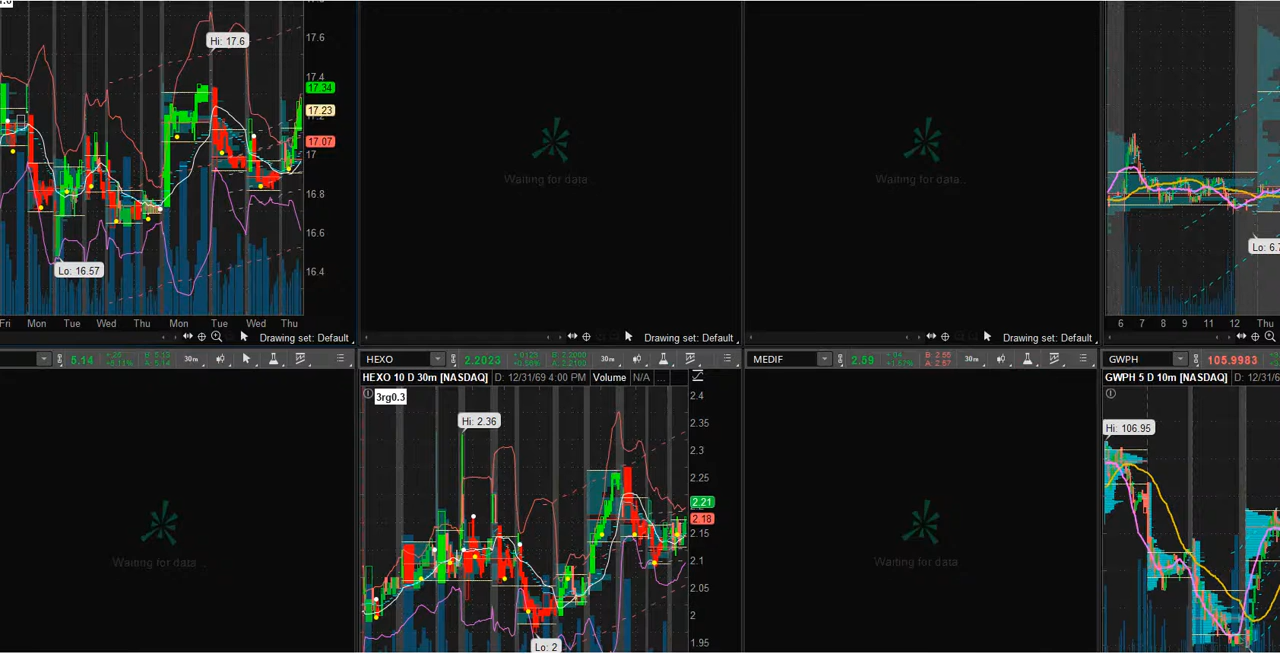 Hi: 17.6
17.6
17.4
17.34
17.23
17.07
17
16.8
16.6
16.4
Lo: 16.57
Fri Mon Tue Wed Thu Mon Tue Wed Thu
Drawing set: Default
Waiting for data...
Drawing set: Default
Waiting for data...
Drawing set: Default
Lo: 6.7
6 7 8 9 11 12 Thu
5.14
30m
HEXO
2.2023
30m
HEXO 10 D 30m [NASDAQ] D: 12/31/69 4:00 PM Volume N/A ...
3rg0.3
Hi: 2.36
2.4
2.35
2.3
2.25
2.21
2.18
2.15
2.1
2.05
2
1.95
Lo: 2
Waiting for data ...
MEDIF
2.59
30m
Waiting for data
GWPH
105.9983
GWPH 5 D 10m [NASDAQ] D: 12/
Hi: 106.95